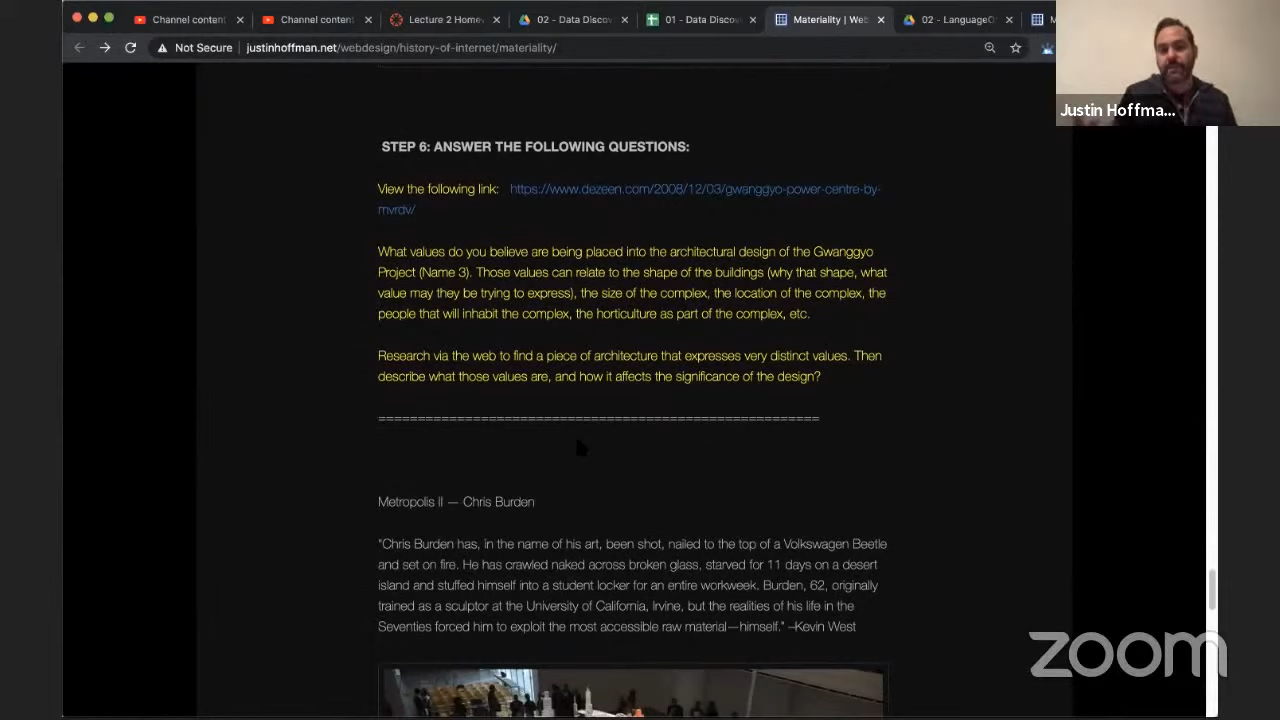 Channel content
Channel content
Lecture 2 Home
02 - Data Disco
01 - Data Disco
Materiality | We
02 - Language
Not Secure | justinhoffman.net/webdesign/history-of-internet/materiality/
Justin Hoffma...
STEP 6: ANSWER THE FOLLOWING QUESTIONS:
View the following link: https://www.dezeen.com/2008/12/03/gwanggyo-power-centre-by-
mvrdv/
What values do you believe are being placed into the architectural design of the Gwanggyo
Project (Name 3). Those values can relate to the shape of the buildings (why that shape, what
value may they be trying to express), the size of the complex, the location of the complex, the
people that will inhabit the complex, the horticulture as part of the complex, etc.
Research via the web to find a piece of architecture that expresses very distinct values. Then
describe what those values are, and how it affects the significance of the design?
========================================================
Metropolis II — Chris Burden
"Chris Burden has, in the name of his art, been shot, nailed to the top of a Volkswagen Beetle
and set on fire. He has crawled naked across broken glass, starved for 11 days on a desert
island and stuffed himself into a student locker for an entire workweek. Burden, 62, originally
trained as a sculptor at the University of California, Irvine, but the realities of his life in the
Seventies forced him to exploit the most accessible raw material—himself." –Kevin West
zoom